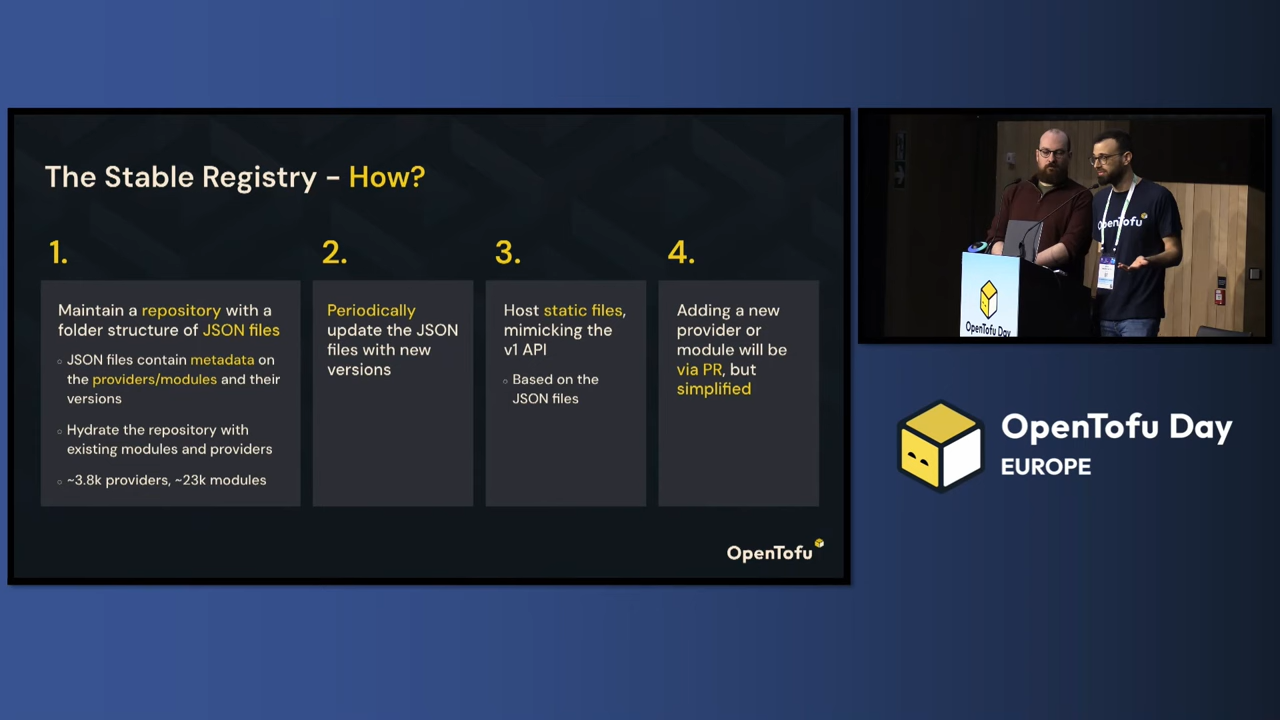 The Stable Registry - How?
1.
Maintain a repository with a
folder structure of JSON files
JSON files contain metadata on
the providers/modules and their
versions
Hydrate the repository with
existing modules and providers
~3.8k providers, ~23k modules
2.
Periodically
update the JSON
files with new
versions
3.
Host static files,
mimicking the
v1 API
Based on the
JSON files
4.
Adding a new
provider or
module will be
via PR, but
simplified
OpenTofu
OpenTofu
OpenTofu Day
OpenTofu Day
EUROPE